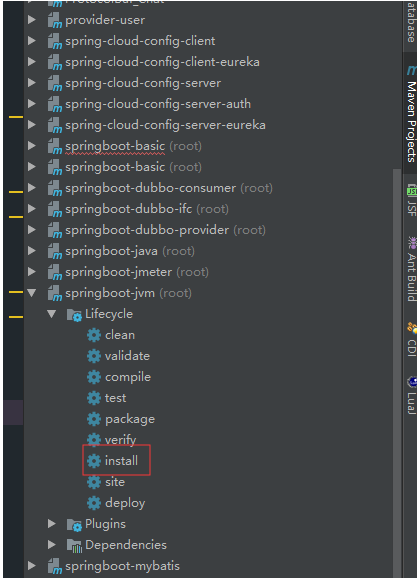 provider-user
spring-cloud-config-client
spring-cloud-config-client-eureka
spring-cloud-config-server
spring-cloud-config-server-auth
spring-cloud-config-server-eureka
springboot-basic (root)
springboot-basic (root)
springboot-dubbo-consumer (root)
springboot-dubbo-ifc (root)
springboot-dubbo-provider (root)
springboot-java (root)
springboot-jmeter (root)
springboot-jvm (root)
Lifecycle
clean
validate
compile
test
package
verify
install
site
deploy
Plugins
Dependencies
springboot-mybatis
atabase
Maven Projects
JSF
Ant Build
CDI
LuaJ